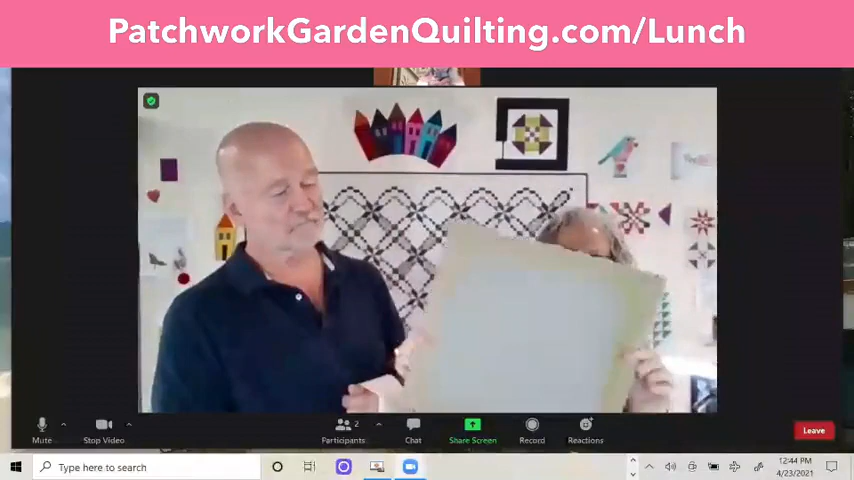 PatchworkGardenQuilting.com/Lunch
Mute
Stop Video
Participants
2
Chat
Share Screen
Record
Reactions
Leave
Type here to search
12:44 PM
4/23/2021